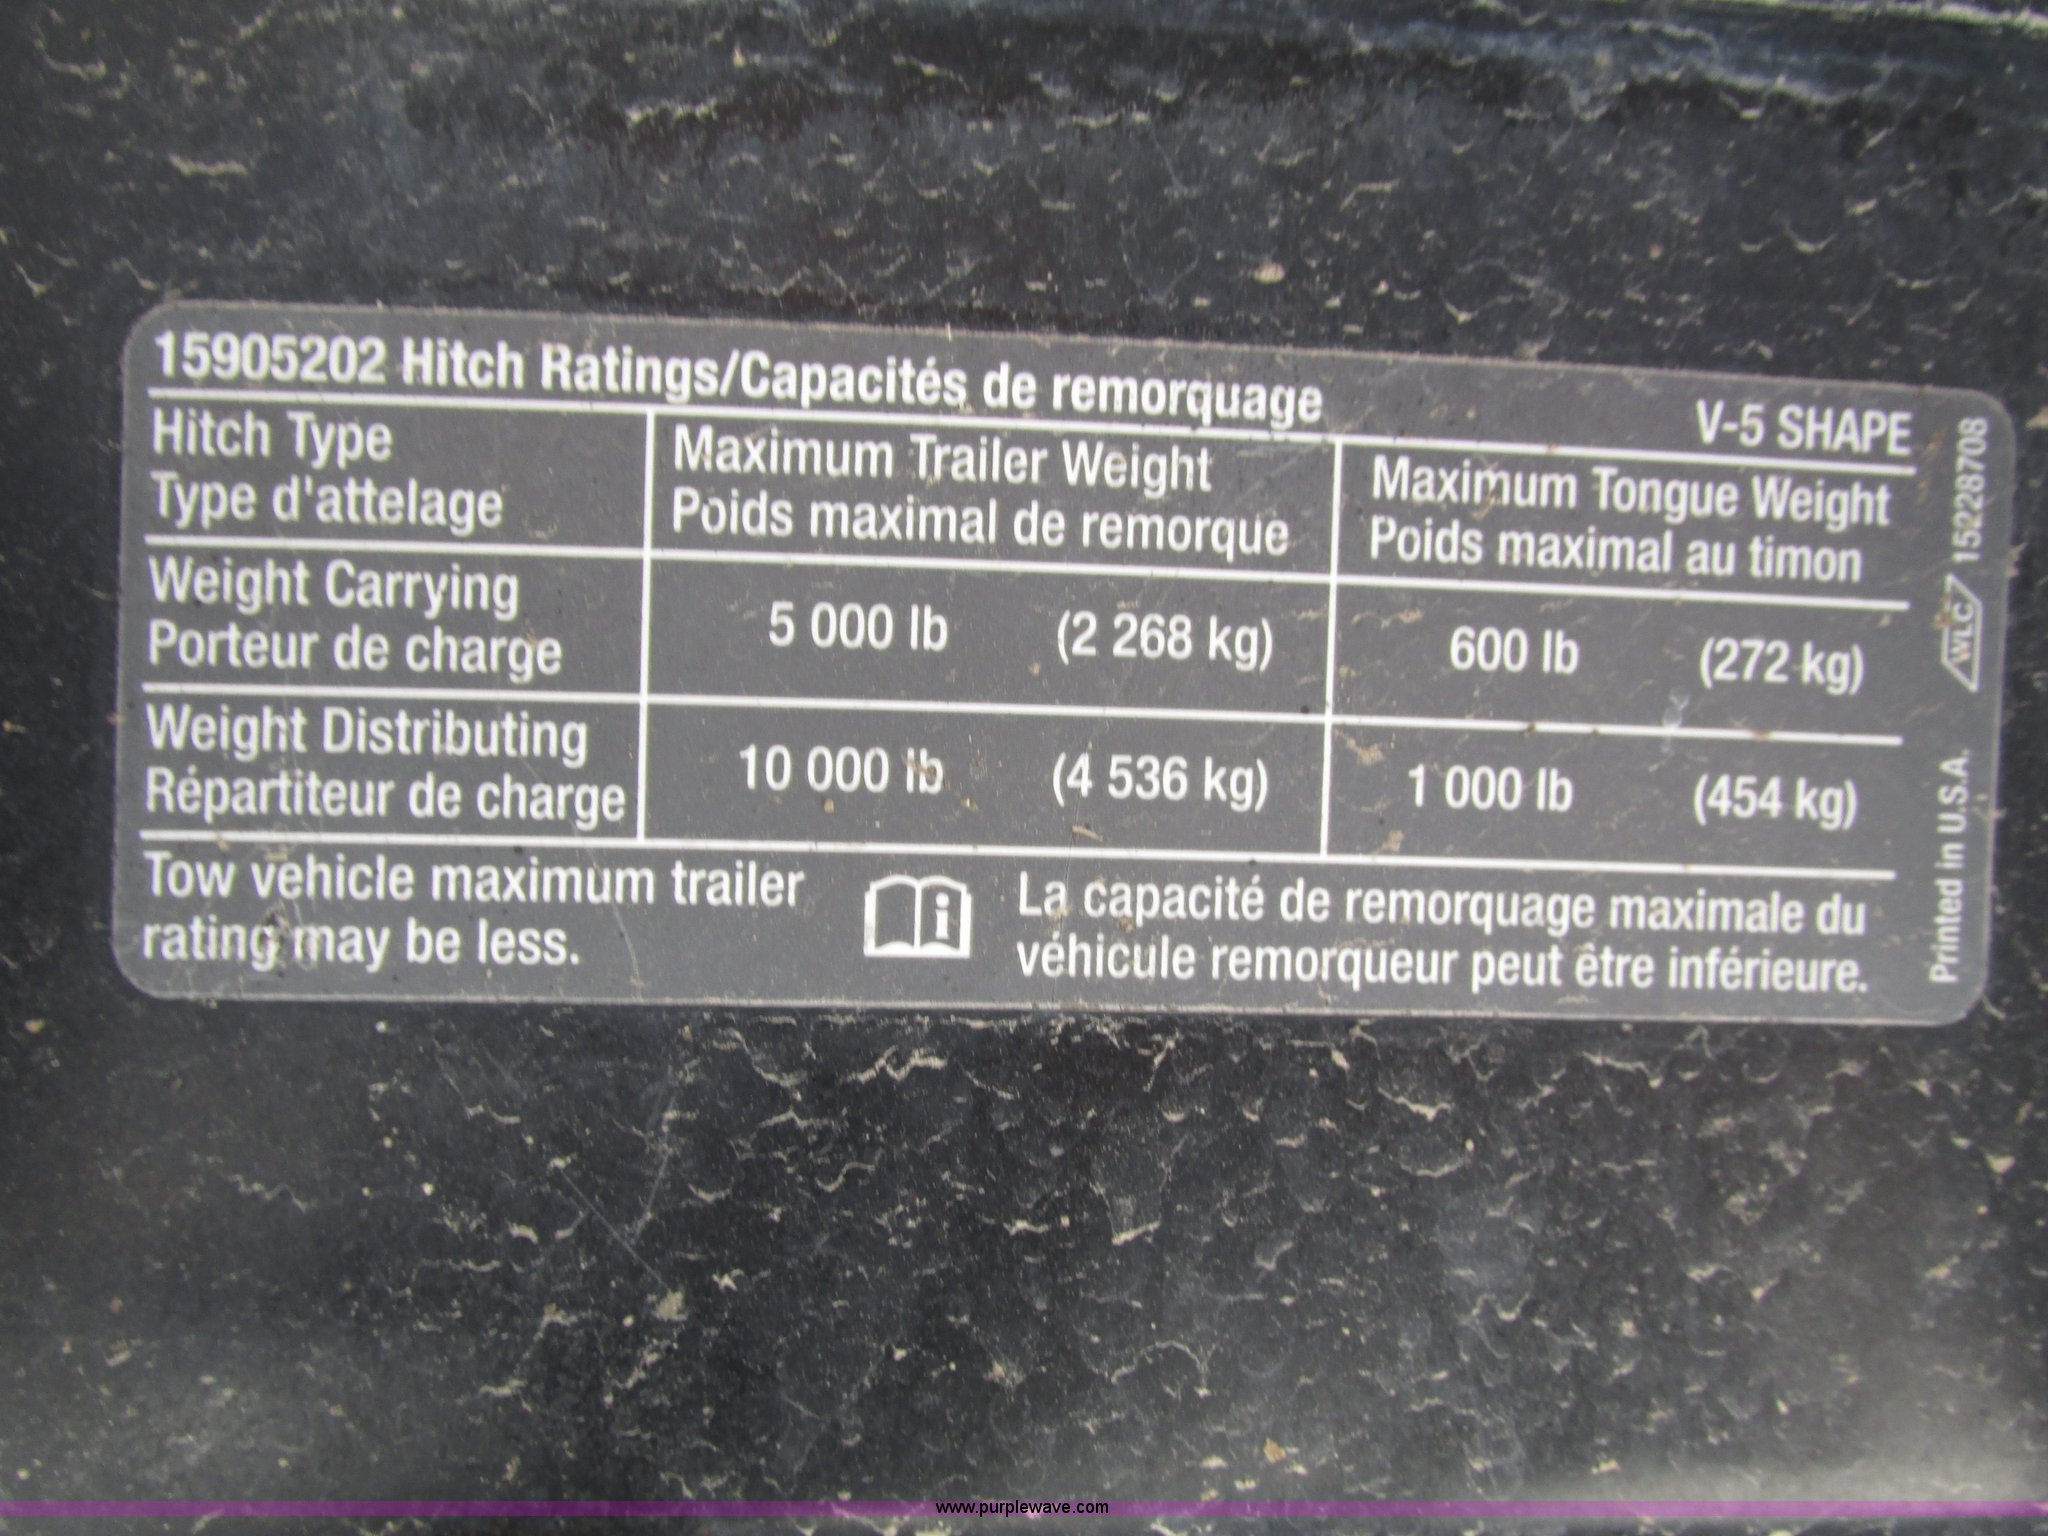 15905202 Hitch Ratings/Capacités de remorquage
V-5 SHAPE
Hitch Type
Type d'attelage
Maximum Trailer Weight
Poids maximal de remorque
Maximum Tongue Weight
Poids maximal au timon
Weight Carrying
Porteur de charge
5 000 lb (2 268 kg)
600 lb (272 kg)
Weight Distributing
Répartiteur de charge
10 000 lb (4 536 kg)
1 000 lb (454 kg)
Tow vehicle maximum trailer
rating may be less.
La capacité de remorquage maximale du
véhicule remorqueur peut être inférieure.
Printed in U.S.A. WLC 15228708
www.purplewave.com